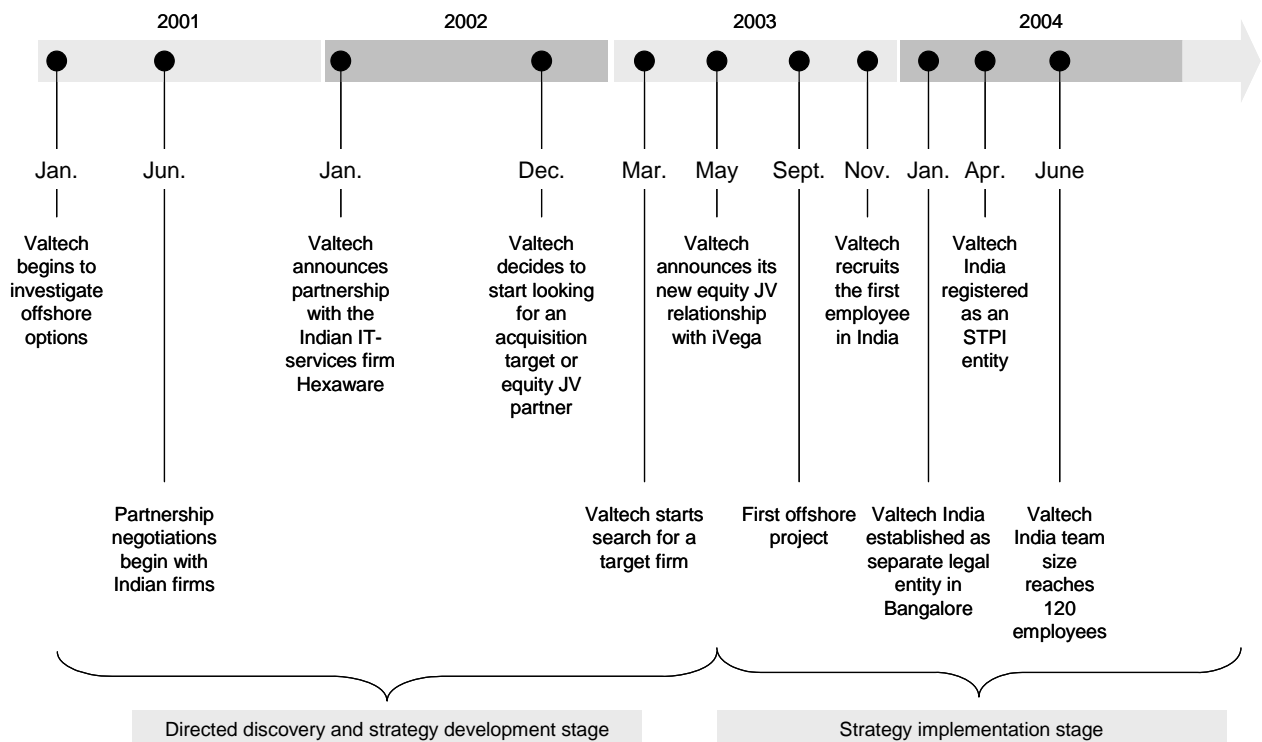 2001
2002
2003
2004
Jan.
Jun.
Jan.
Dec.
Mar.
May
Sept.
Nov.
Jan.
Apr.
June
Valtech
begins to
investigate
offshore
options
Valtech
announces
partnership
with the
Indian IT-
services firm
Hexaware
Valtech
decides to
start looking
for an
acquisition
target or
equity JV
partner
Valtech
announces its
new equity JV
relationship
with iVega
Valtech
recruits
the first
employee
in India
Valtech
India
registered
as an
STPI
entity
Partnership
negotiations
begin with
Indian firms
Valtech starts
search for a
target firm
First offshore
project
Valtech India
established as
separate legal
entity in
Bangalore
Valtech
India team
size
reaches
120
employees
Directed discovery and strategy development stage
Strategy implementation stage